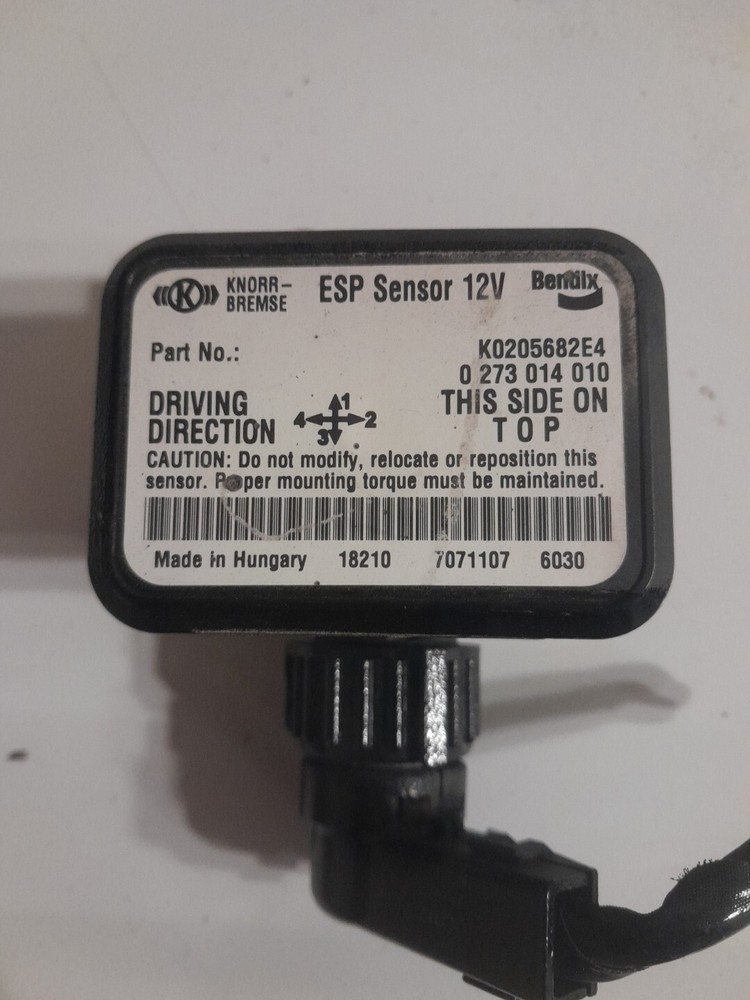 K
KNORR-
BREMSE
ESP Sensor 12V
Bendix
Part No.:
K0205682E4
0 273 014 010
DRIVING
DIRECTION
1
4 2
3
THIS SIDE ON
TOP
CAUTION: Do not modify, relocate or reposition this
sensor. Proper mounting torque must be maintained.
Made in Hungary 18210 7071107 6030